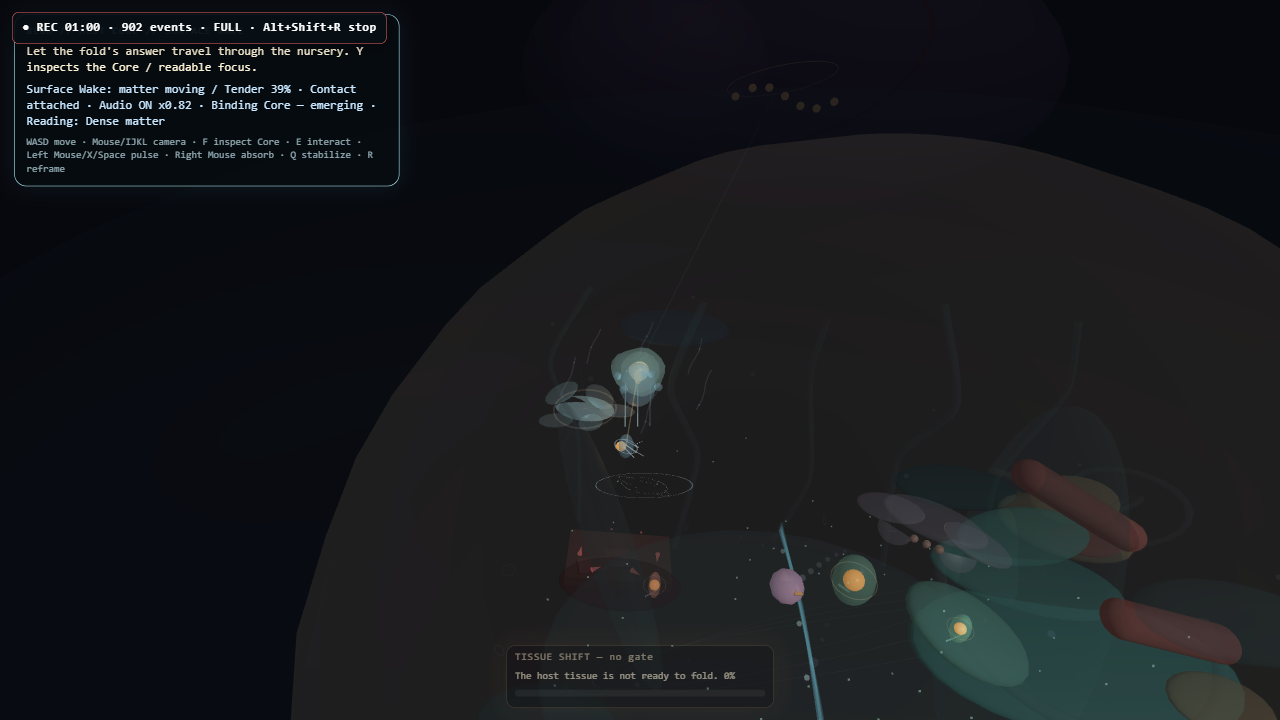 ● REC 01:00 · 902 events · FULL · Alt+Shift+R stop
Let the fold's answer travel through the nursery. Y
inspects the Core / readable focus.
Surface Wake: matter moving / Tender 39% · Contact
attached · Audio ON x0.82 · Binding Core — emerging ·
Reading: Dense matter
WASD move · Mouse/IJKL camera · F inspect Core · E interact ·
Left Mouse/X/Space pulse · Right Mouse absorb · Q stabilize · R
reframe
TISSUE SHIFT — no gate
The host tissue is not ready to fold. 0%